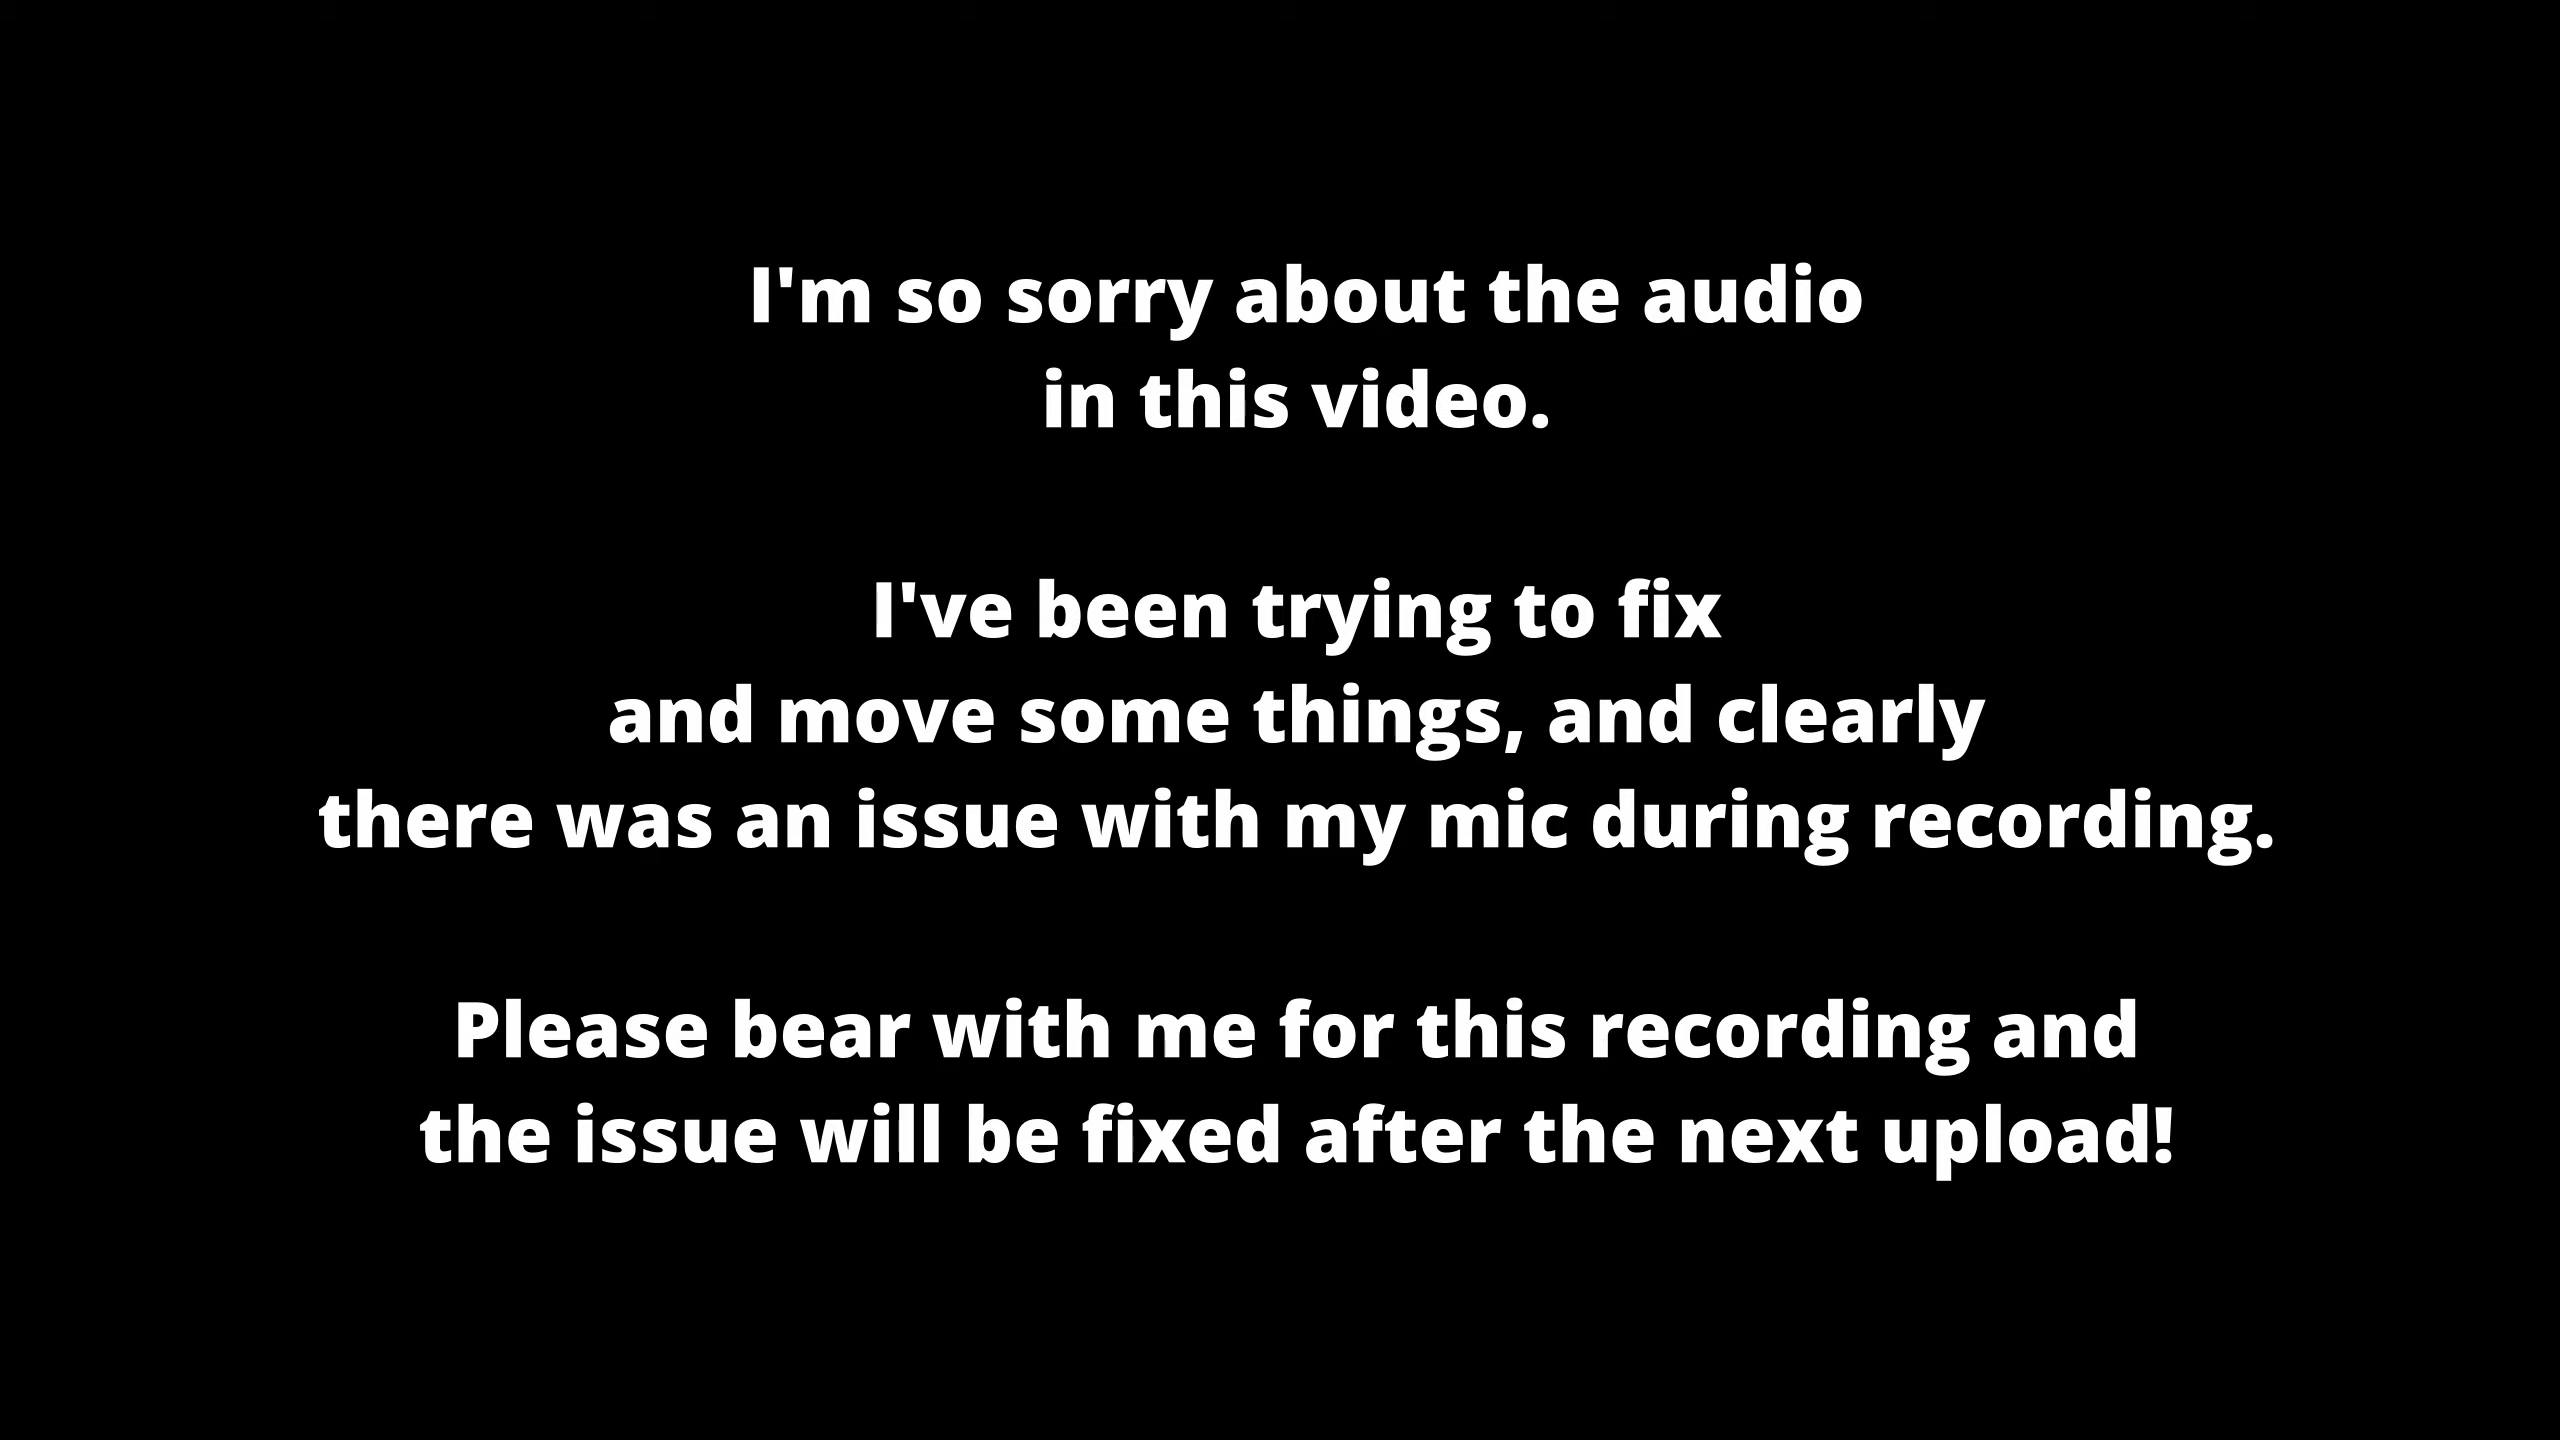 I'm so sorry about the audio
in this video.
I've been trying to fix
and move some things, and clearly
there was an issue with my mic during recording.
Please bear with me for this recording and
the issue will be fixed after the next upload!